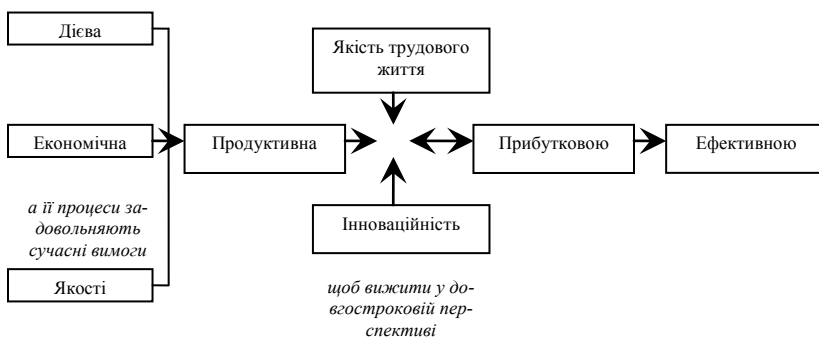 Дієва
Якість трудового
життя
Економічна
Продуктивна
Прибутковою
Ефективною
а її процеси за-
довольняють
сучасні вимоги
Інноваційність
Якості
щоб вижити у до-
вгостроковій пер-
спективі